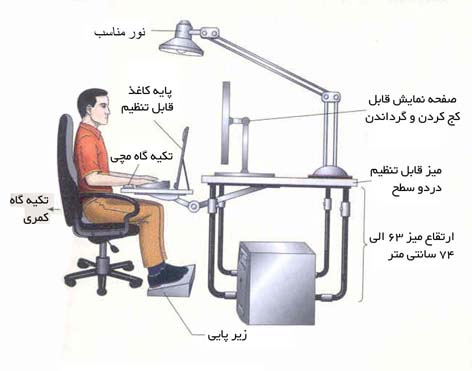 نور مناسب
پایه کاغذ
قابل تنظیم
صفحه نمایش قابل
کج کردن و گرداندن
تکیه گاه مچی
میز قابل تنظیم
دردو سطح
تکیه گاه
کمری
ارتفاع میز ۶۳ الی
۷۴ سانتی متر
زیر پایی